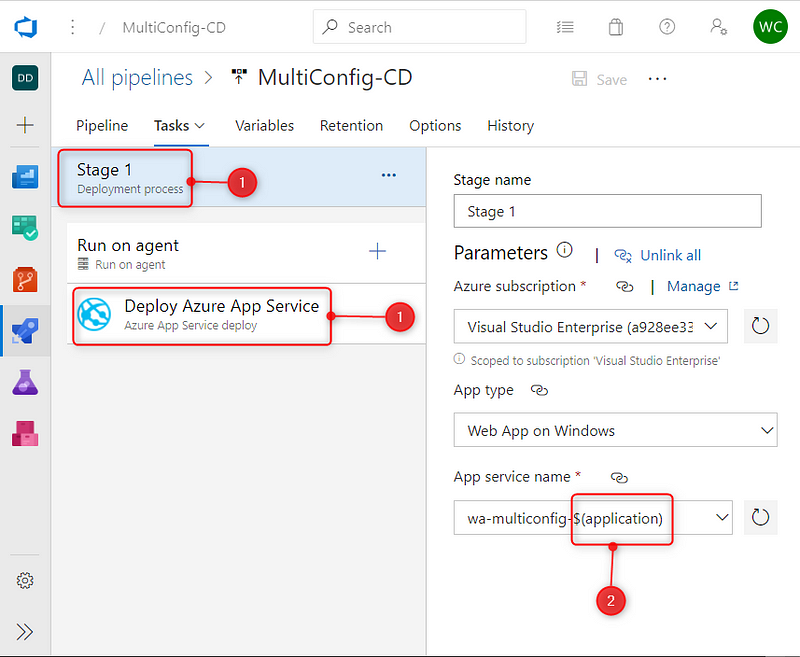 MultiConfig-CD
Search
WC
DD
All pipelines
MultiConfig-CD
Save
Pipeline
Tasks
Variables
Retention
Options
History
Stage 1
Deployment process
1
Run on agent
Run on agent
Deploy Azure App Service
Azure App Service deploy
1
Stage name
Stage 1
Parameters
Unlink all
Azure subscription *
| Manage
Visual Studio Enterprise (a928ee33
Scoped to subscription 'Visual Studio Enterprise'
App type
Web App on Windows
App service name *
wa-multiconfig-$(application)
2